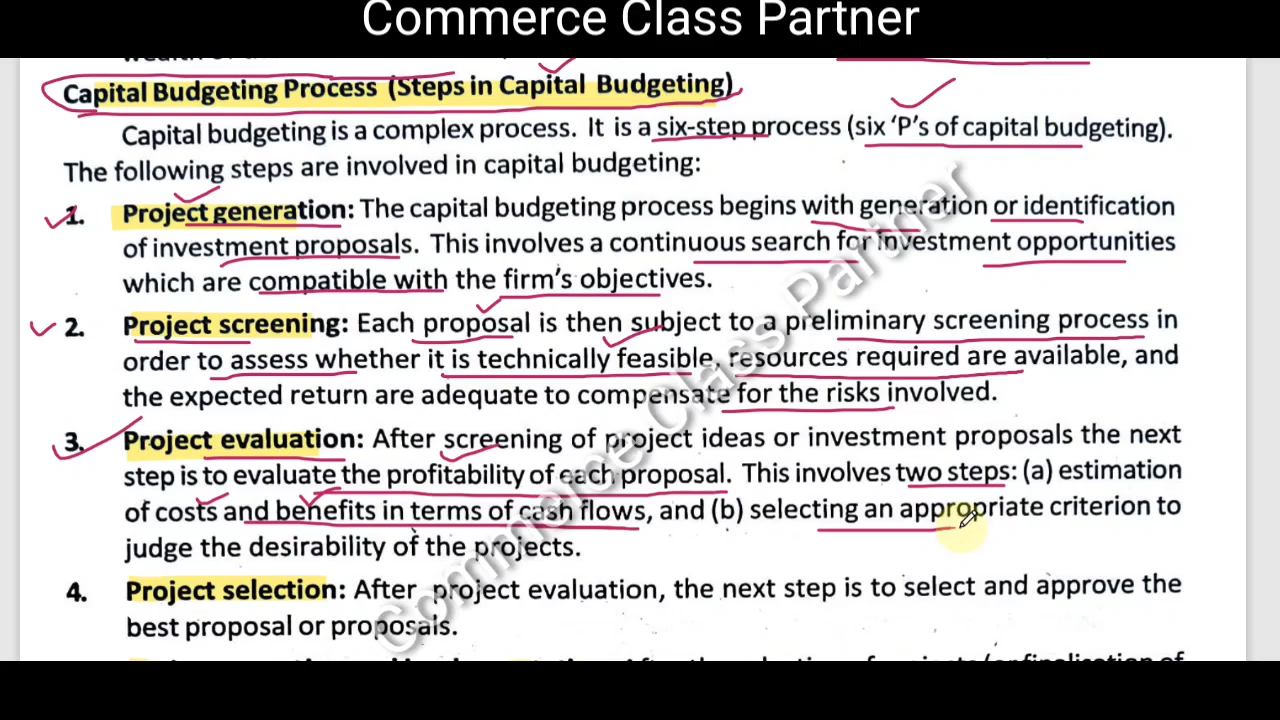 Commerce Class Partner
Capital Budgeting Process (Steps in Capital Budgeting)
Capital budgeting is a complex process. It is a six-step process (six 'P's of capital budgeting).
The following steps are involved in capital budgeting:
1. Project generation: The capital budgeting process begins with generation or identification
of investment proposals. This involves a continuous search for investment opportunities
which are compatible with the firm's objectives.
2. Project screening: Each proposal is then subject to a preliminary screening process in
order to assess whether it is technically feasible, resources required are available, and
the expected return are adequate to compensate for the risks involved.
3. Project evaluation: After screening of project ideas or investment proposals the next
step is to evaluate the profitability of each proposal. This involves two steps: (a) estimation
of costs and benefits in terms of cash flows, and (b) selecting an appropriate criterion to
judge the desirability of the projects.
4. Project selection: After project evaluation, the next step is to select and approve the
best proposal or proposals.
Commerce Class Partner